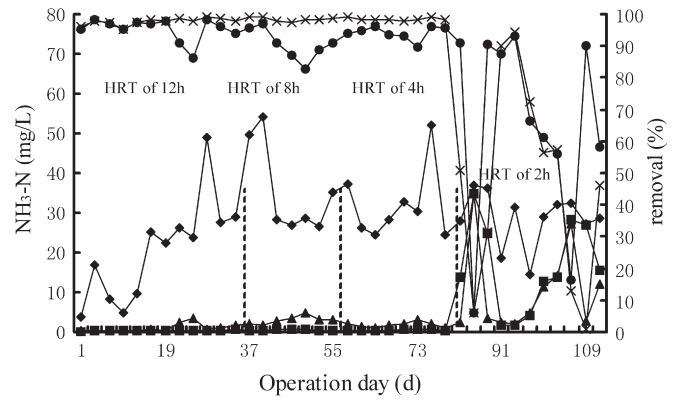 80
70
60
50
40
30
20
10
0
NH3-N (mg/L)
HRT of 12h
HRT of 8h
HRT of 4h
HRT of 2h
100
90
80
70
60
50
40
30
20
10
0
removal (%)
1 19 37 55 73 91 109
Operation day (d)